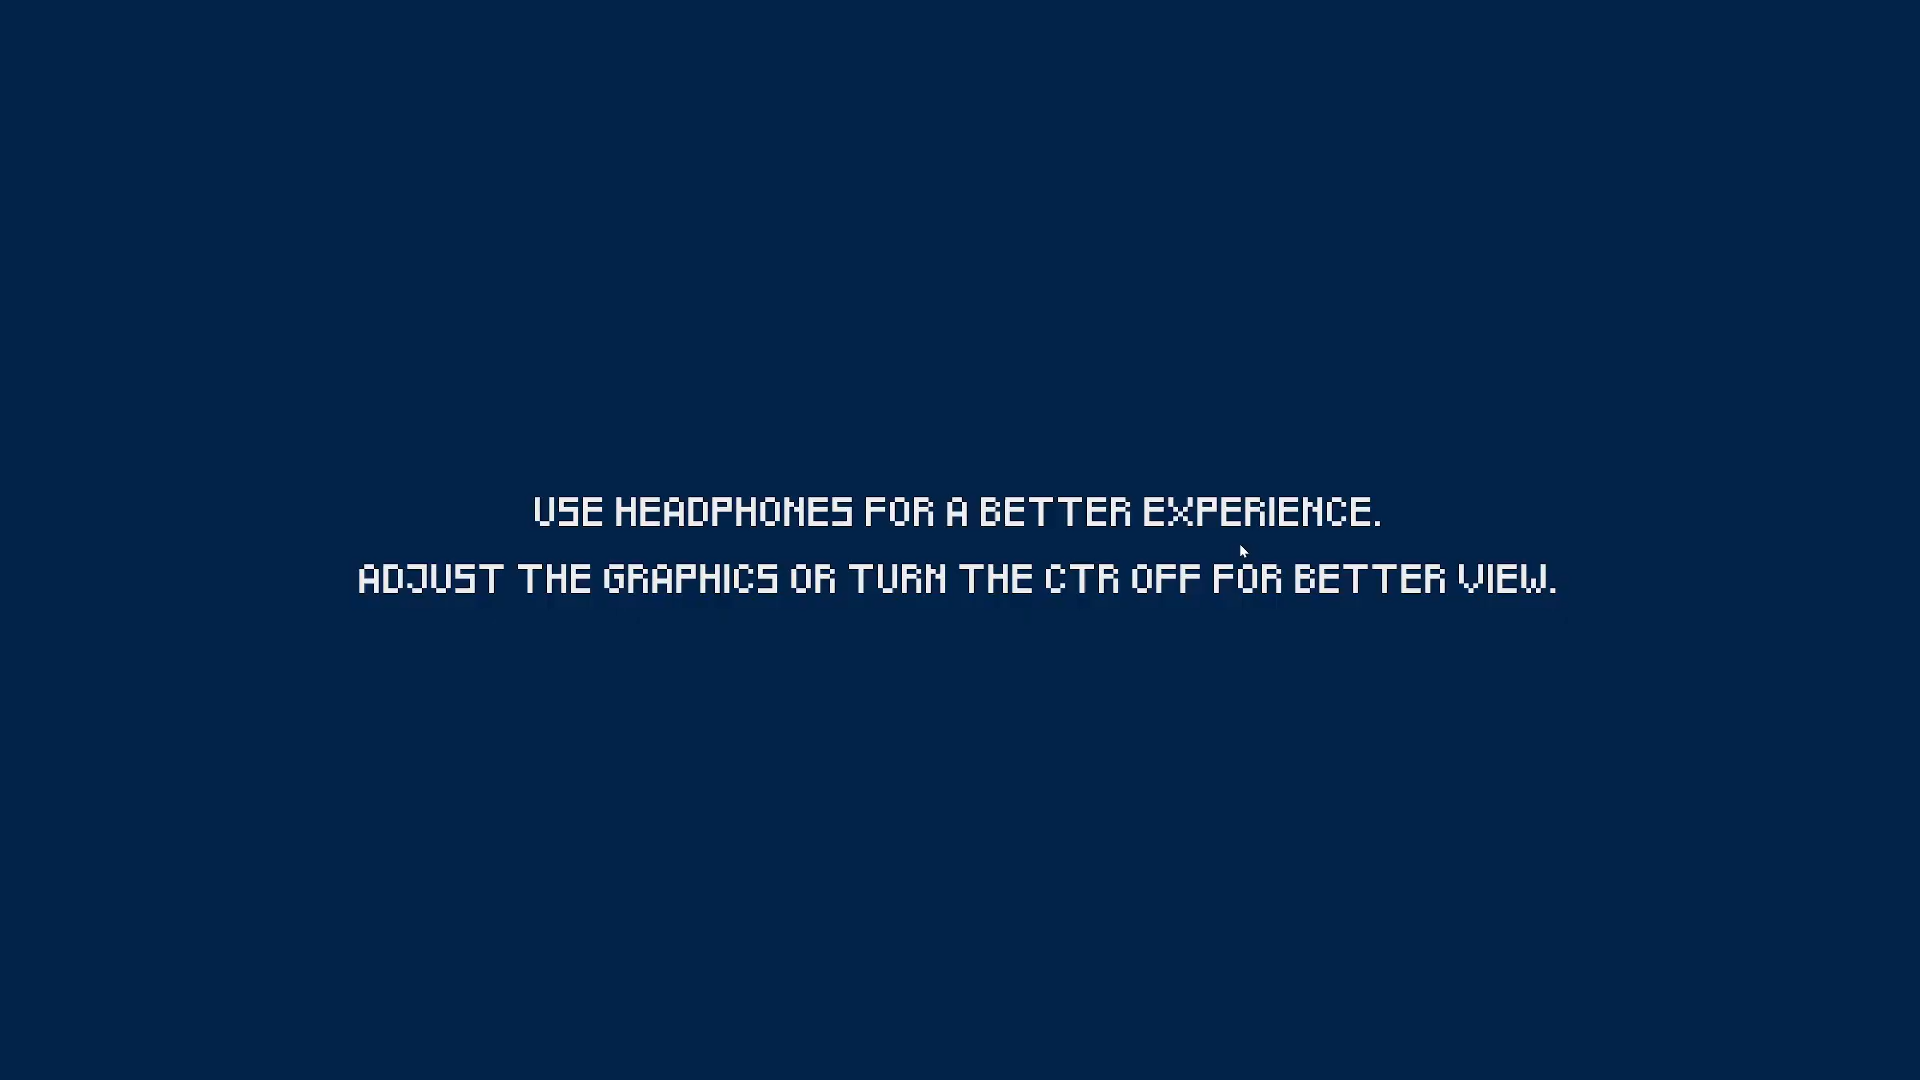 USE HEADPHONES FOR A BETTER EXPERIENCE.
ADJUST THE GRAPHICS OR TURN THE CTR OFF FOR BETTER VIEW.